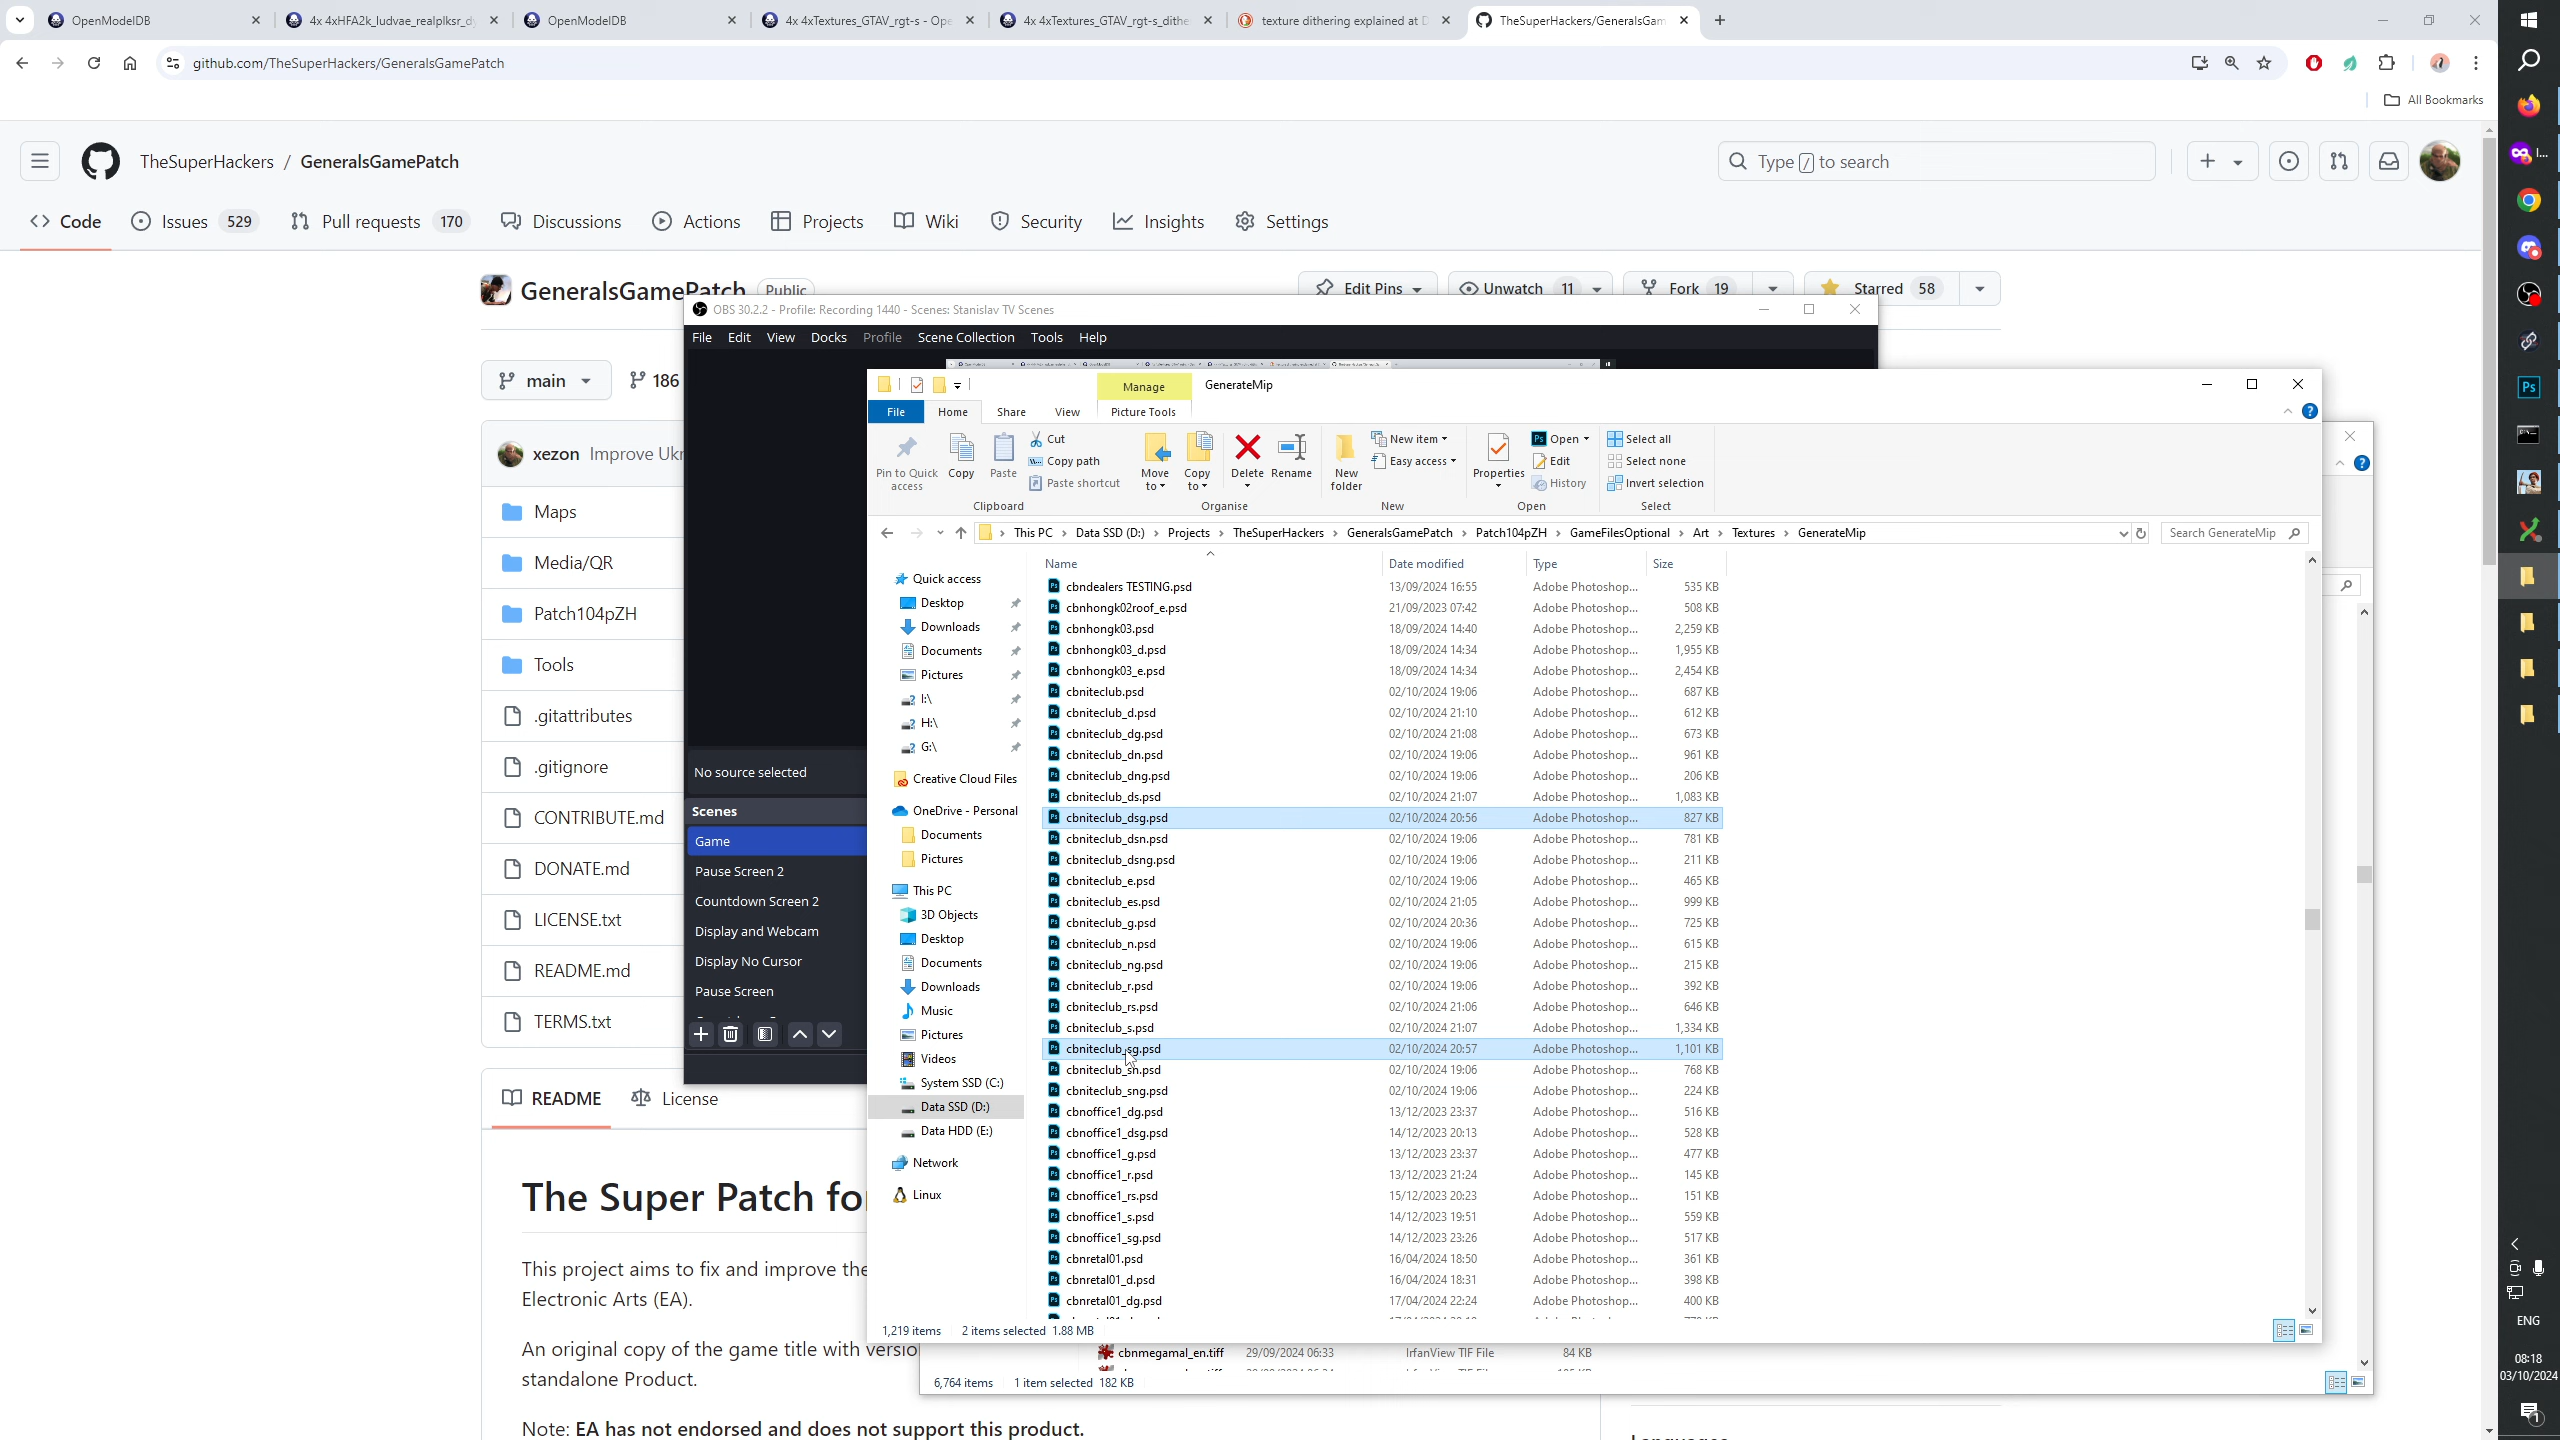 OpenModelDB
4x 4xHFA2k_ludvae_realplksr_d
OpenModelDB
4x 4xTextures_GTAV_rgt-s - Ope
4x 4xTextures_GTAV_rgt-s_dithe
texture dithering explained at D
TheSuperHackers/GeneralsGam
github.com/TheSuperHackers/GeneralsGamePatch
All Bookmarks
TheSuperHackers / GeneralsGamePatch
Type / to search
Code
Issues 529
Pull requests 170
Discussions
Actions
Projects
Wiki
Security
Insights
Settings
GeneralsGamePatch Public
Edit Pins
Unwatch 11
Fork 19
Starred 58
main
186
xezon Improve Ukr
Maps
Media/QR
Patch104pZH
Tools
.gitattributes
.gitignore
CONTRIBUTE.md
DONATE.md
LICENSE.txt
README.md
TERMS.txt
README
License
The Super Patch fo
This project aims to fix and improve the
Electronic Arts (EA).
An original copy of the game title with versio
standalone Product.
Note: EA has not endorsed and does not support this product.
OBS 30.2.2 - Profile: Recording 1440 - Scenes: Stanislav TV Scenes
File Edit View Docks Profile Scene Collection Tools Help
No source selected
Scenes
Game
Pause Screen 2
Countdown Screen 2
Display and Webcam
Display No Cursor
Pause Screen
Manage
GenerateMip
File Home Share View Picture Tools
Pin to Quick access
Copy
Paste
Cut
Copy path
Paste shortcut
Clipboard
Move to
Copy to
Delete
Rename
Organise
New folder
New item
Easy access
New
Properties
Open
Edit
History
Open
Select all
Select none
Invert selection
Select
This PC > Data SSD (D:) > Projects > TheSuperHackers > GeneralsGamePatch > Patch104pZH > GameFilesOptional > Art > Textures > GenerateMip
Search GenerateMip
Quick access
Desktop
Downloads
Documents
Pictures
I:\
H:\
G:\
Creative Cloud Files
OneDrive - Personal
Documents
Pictures
This PC
3D Objects
Desktop
Documents
Downloads
Music
Pictures
Videos
System SSD (C:)
Data SSD (D:)
Data HDD (E:)
Network
Linux
Name Date modified Type Size
cbndealers TESTING.psd 13/09/2024 16:55 Adobe Photoshop... 535 KB
cbnhongk02roof_e.psd 21/09/2023 07:42 Adobe Photoshop... 508 KB
cbnhongk03.psd 18/09/2024 14:40 Adobe Photoshop... 2,259 KB
cbnhongk03_d.psd 18/09/2024 14:34 Adobe Photoshop... 1,955 KB
cbnhongk03_e.psd 18/09/2024 14:34 Adobe Photoshop... 2,454 KB
cbniteclub.psd 02/10/2024 19:06 Adobe Photoshop... 687 KB
cbniteclub_d.psd 02/10/2024 21:10 Adobe Photoshop... 612 KB
cbniteclub_dg.psd 02/10/2024 21:08 Adobe Photoshop... 673 KB
cbniteclub_dn.psd 02/10/2024 19:06 Adobe Photoshop... 961 KB
cbniteclub_dng.psd 02/10/2024 19:06 Adobe Photoshop... 206 KB
cbniteclub_ds.psd 02/10/2024 21:07 Adobe Photoshop... 1,083 KB
cbniteclub_dsg.psd 02/10/2024 20:56 Adobe Photoshop... 827 KB
cbniteclub_dsn.psd 02/10/2024 19:06 Adobe Photoshop... 781 KB
cbniteclub_dsng.psd 02/10/2024 19:06 Adobe Photoshop... 211 KB
cbniteclub_e.psd 02/10/2024 19:06 Adobe Photoshop... 465 KB
cbniteclub_es.psd 02/10/2024 21:05 Adobe Photoshop... 999 KB
cbniteclub_g.psd 02/10/2024 20:36 Adobe Photoshop... 725 KB
cbniteclub_n.psd 02/10/2024 19:06 Adobe Photoshop... 615 KB
cbniteclub_ng.psd 02/10/2024 19:06 Adobe Photoshop... 215 KB
cbniteclub_r.psd 02/10/2024 19:06 Adobe Photoshop... 392 KB
cbniteclub_rs.psd 02/10/2024 21:06 Adobe Photoshop... 646 KB
cbniteclub_s.psd 02/10/2024 21:07 Adobe Photoshop... 1,334 KB
cbniteclub_sg.psd 02/10/2024 20:57 Adobe Photoshop... 1,101 KB
cbniteclub_sn.psd 02/10/2024 19:06 Adobe Photoshop... 768 KB
cbniteclub_sng.psd 02/10/2024 19:06 Adobe Photoshop... 224 KB
cbnoffice1_dg.psd 13/12/2023 23:37 Adobe Photoshop... 516 KB
cbnoffice1_dsg.psd 14/12/2023 20:13 Adobe Photoshop... 528 KB
cbnoffice1_g.psd 13/12/2023 23:37 Adobe Photoshop... 477 KB
cbnoffice1_r.psd 13/12/2023 21:24 Adobe Photoshop... 145 KB
cbnoffice1_rs.psd 15/12/2023 20:23 Adobe Photoshop... 151 KB
cbnoffice1_s.psd 14/12/2023 19:51 Adobe Photoshop... 559 KB
cbnoffice1_sg.psd 14/12/2023 23:26 Adobe Photoshop... 517 KB
cbnretal01.psd 16/04/2024 18:50 Adobe Photoshop... 361 KB
cbnretal01_d.psd 16/04/2024 18:31 Adobe Photoshop... 398 KB
cbnretal01_dg.psd 17/04/2024 22:24 Adobe Photoshop... 400 KB
1,219 items 2 items selected 1.88 MB
cbnmegamal_en.tiff 29/09/2024 06:33 IrfanView TIF File 84 KB
6,764 items 1 item selected 182 KB
ENG
08:18
03/10/2024
1